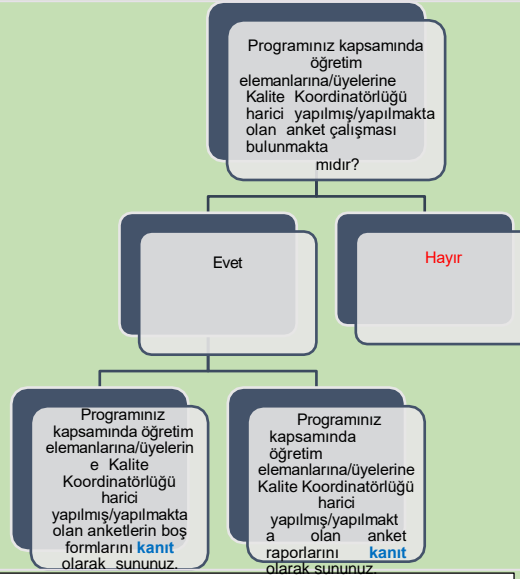 Programınız kapsamında
öğretim
elemanlarına/üyelerine
Kalite Koordinatörlüğü
harici yapılmış/yapılmakta
olan anket çalışması
bulunmakta
mıdır?
Evet
Hayır
Programınız
kapsamında öğretim
elemanlarına/üyelerin
e Kalite
Koordinatörlüğü
harici
yapılmış/yapılmakta
olan anketlerin boş
formlarını kanıt
olarak sununuz.
Programınız
kapsamında
öğretim
elemanlarına/üyelerine
Kalite Koordinatörlüğü
harici
yapılmış/yapılmakt
a olan anket
raporlarını kanıt
olarak sununuz.